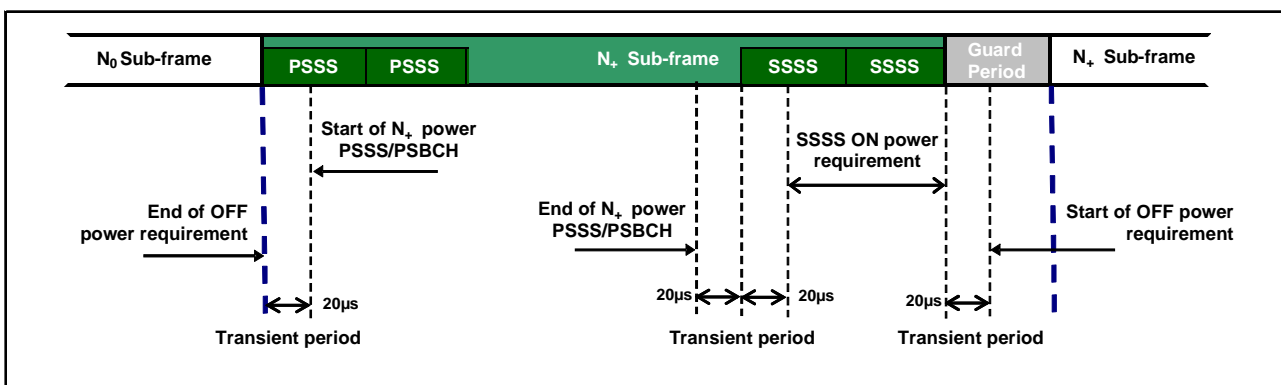 N₀ Sub-frame
PSSS
PSSS
N₊ Sub-frame
SSSS
SSSS
Guard
Period
N₊ Sub-frame
Start of N₊ power
PSSS/PSBCH
SSSS ON power
requirement
End of OFF
power requirement
End of N₊ power
PSSS/PSBCH
Start of OFF power
requirement
20µs
20µs
20µs
20µs
Transient period
Transient period
Transient period